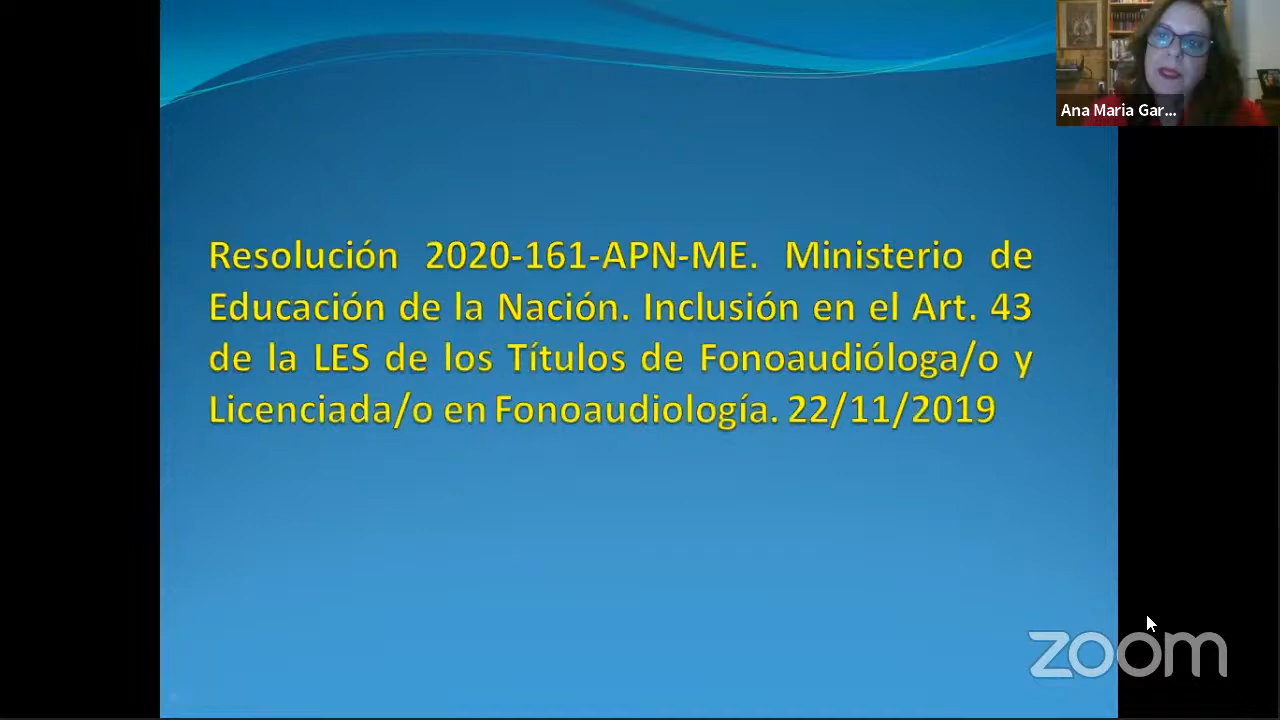 Ana Maria Gar...
Resolución 2020-161-APN-ME. Ministerio de
Educación de la Nación. Inclusión en el Art. 43
de la LES de los Títulos de Fonoaudióloga/o y
Licenciada/o en Fonoaudiología. 22/11/2019
zoom